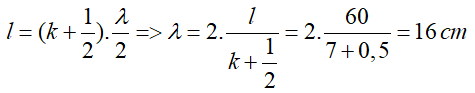 l = (k + 1/2).λ/2 => λ = 2. l/(k + 1/2) = 2. 60/(7 + 0,5) = 16 cm